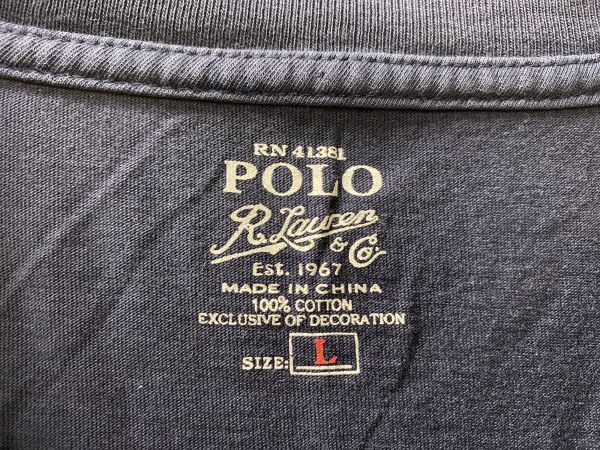 RN 41381
POLO
R. Lauren
& Co.
EST. 1967
MADE IN CHINA
100% COTTON
EXCLUSIVE OF DECORATION
SIZE: L